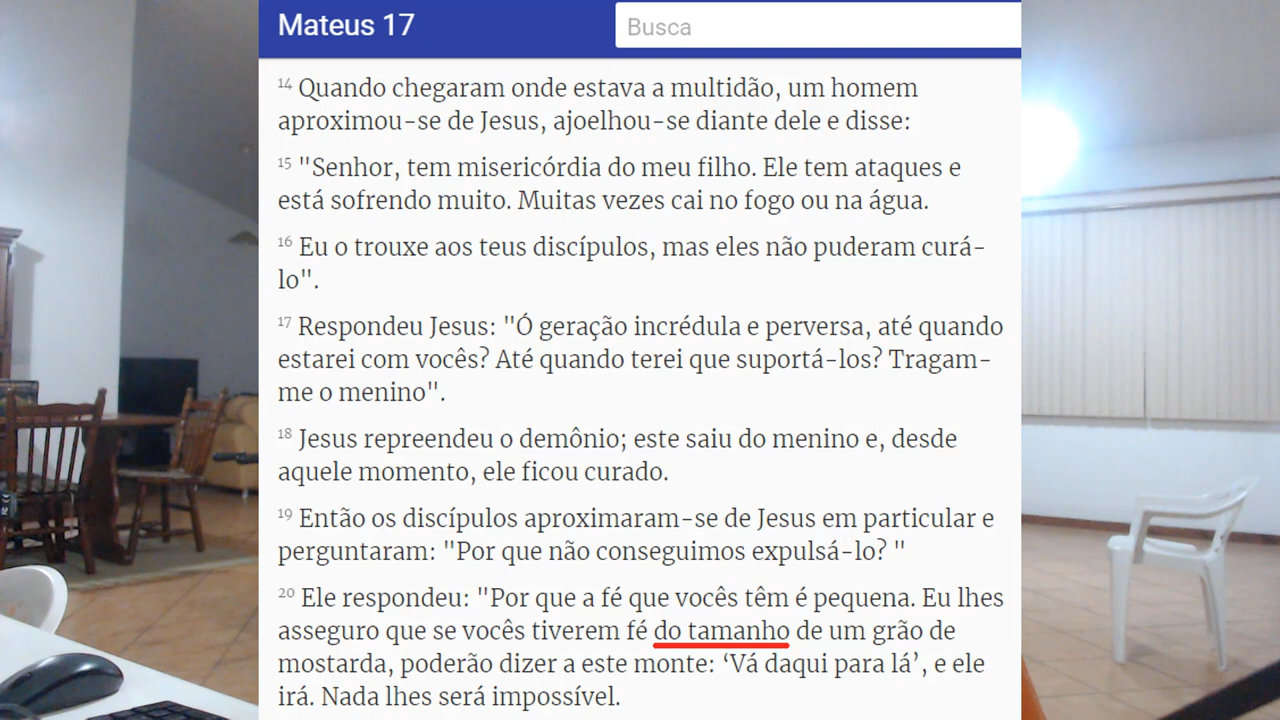 Mateus 17
Busca
14 Quando chegaram onde estava a multidão, um homem
aproximou-se de Jesus, ajoelhou-se diante dele e disse:
15 "Senhor, tem misericórdia do meu filho. Ele tem ataques e
está sofrendo muito. Muitas vezes cai no fogo ou na água.
16 Eu o trouxe aos teus discípulos, mas eles não puderam curá-
lo".
17 Respondeu Jesus: "Ó geração incrédula e perversa, até quando
estarei com vocês? Até quando terei que suportá-los? Tragam-
me o menino".
18 Jesus repreendeu o demônio; este saiu do menino e, desde
aquele momento, ele ficou curado.
19 Então os discípulos aproximaram-se de Jesus em particular e
perguntaram: "Por que não conseguimos expulsá-lo? "
20 Ele respondeu: "Por que a fé que vocês têm é pequena. Eu lhes
asseguro que se vocês tiverem fé do tamanho de um grão de
mostarda, poderão dizer a este monte: ‘Vá daqui para lá’, e ele
irá. Nada lhes será impossível.